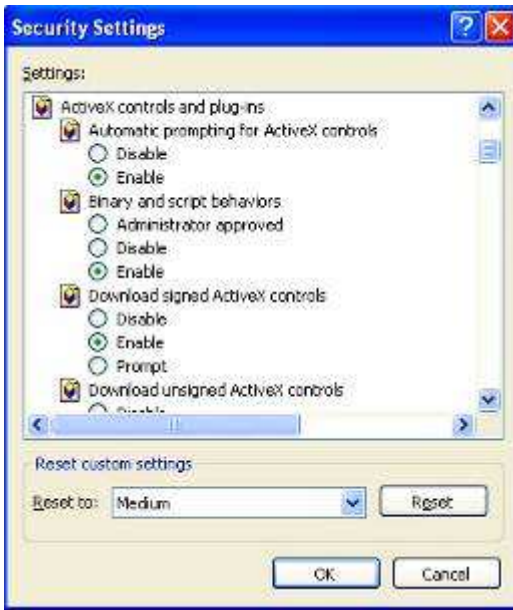 Security Settings
Settings:
ActiveX controls and plug-ins
Automatic prompting for ActiveX controls
Disable
Enable
Binary and script behaviors
Administrator approved
Disable
Enable
Download signed ActiveX controls
Disable
Enable
Prompt
Download unsigned ActiveX controls
Disable
Reset custom settings
Reset to: Medium Reset
OK Cancel